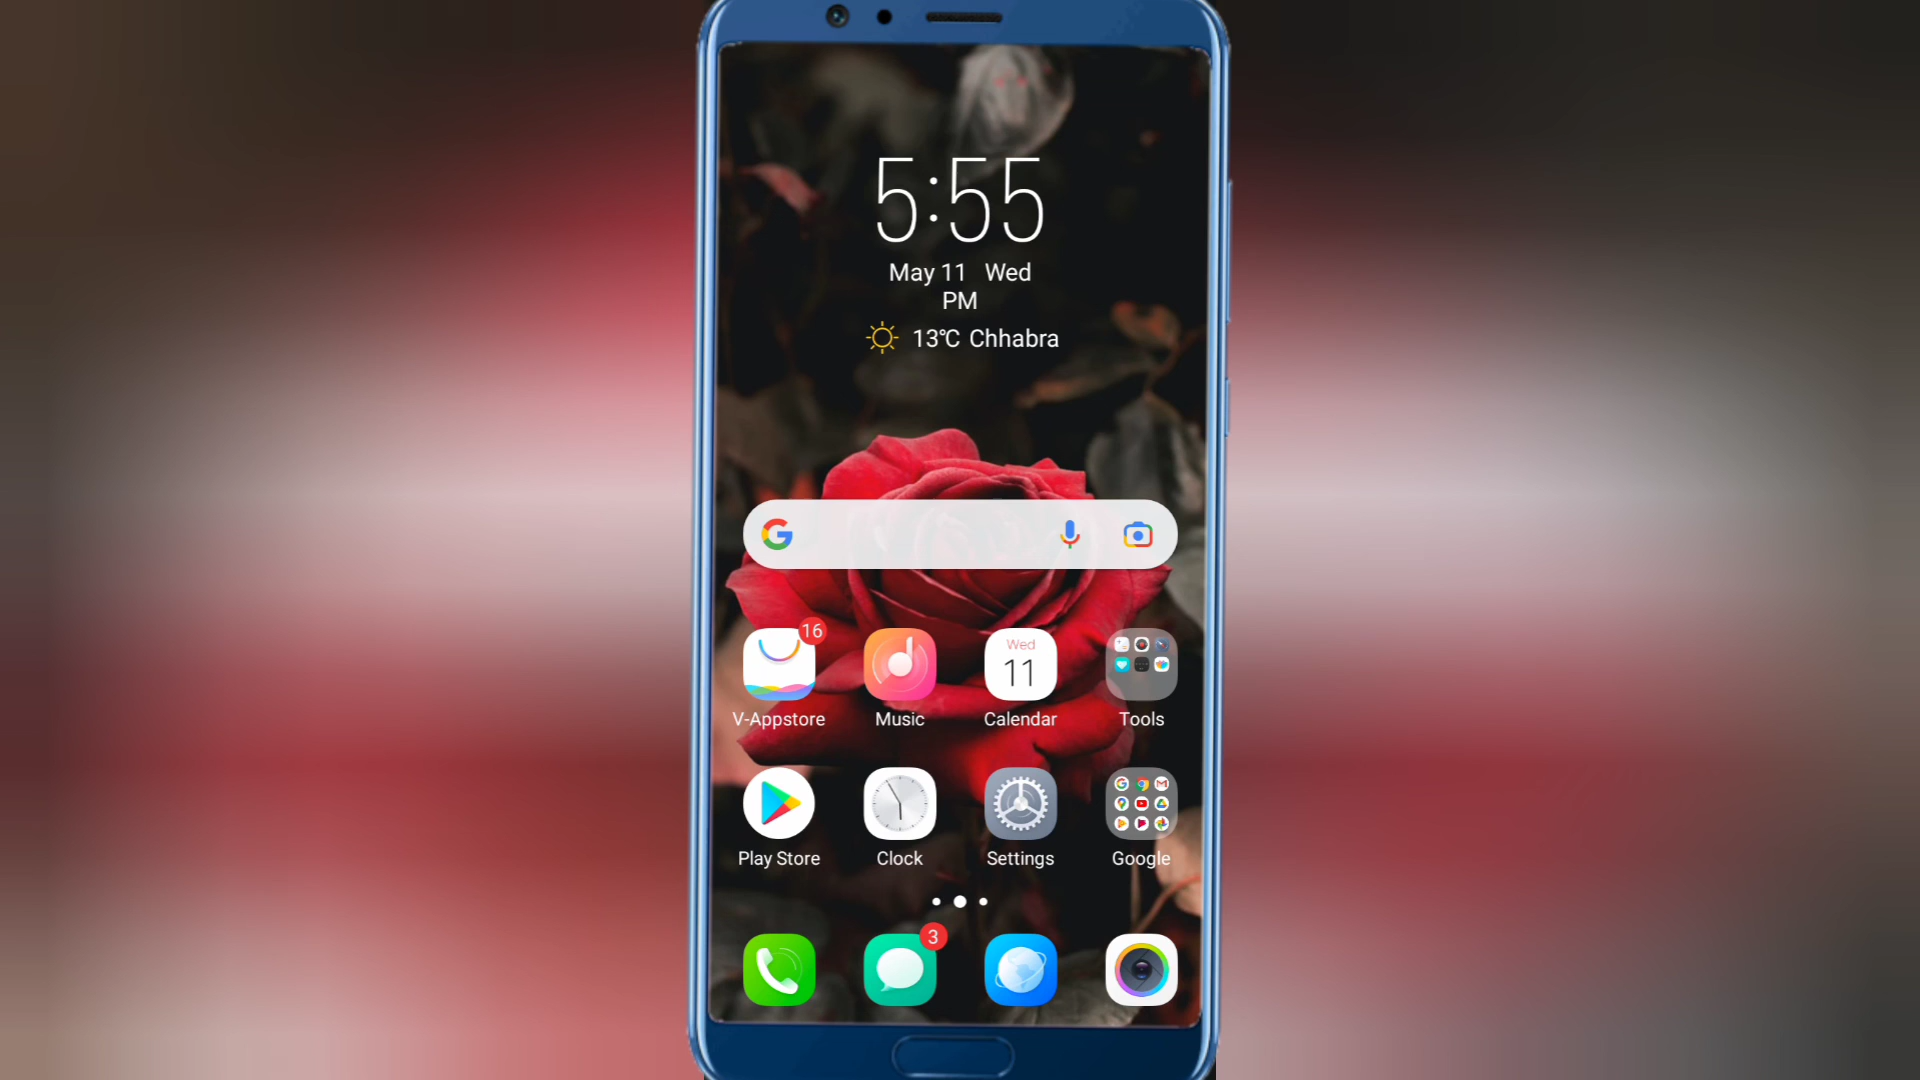 5:55
May 11 Wed
PM
13℃ Chhabra
16
Wed
11
V-Appstore Music Calendar Tools
Play Store Clock Settings Google
3